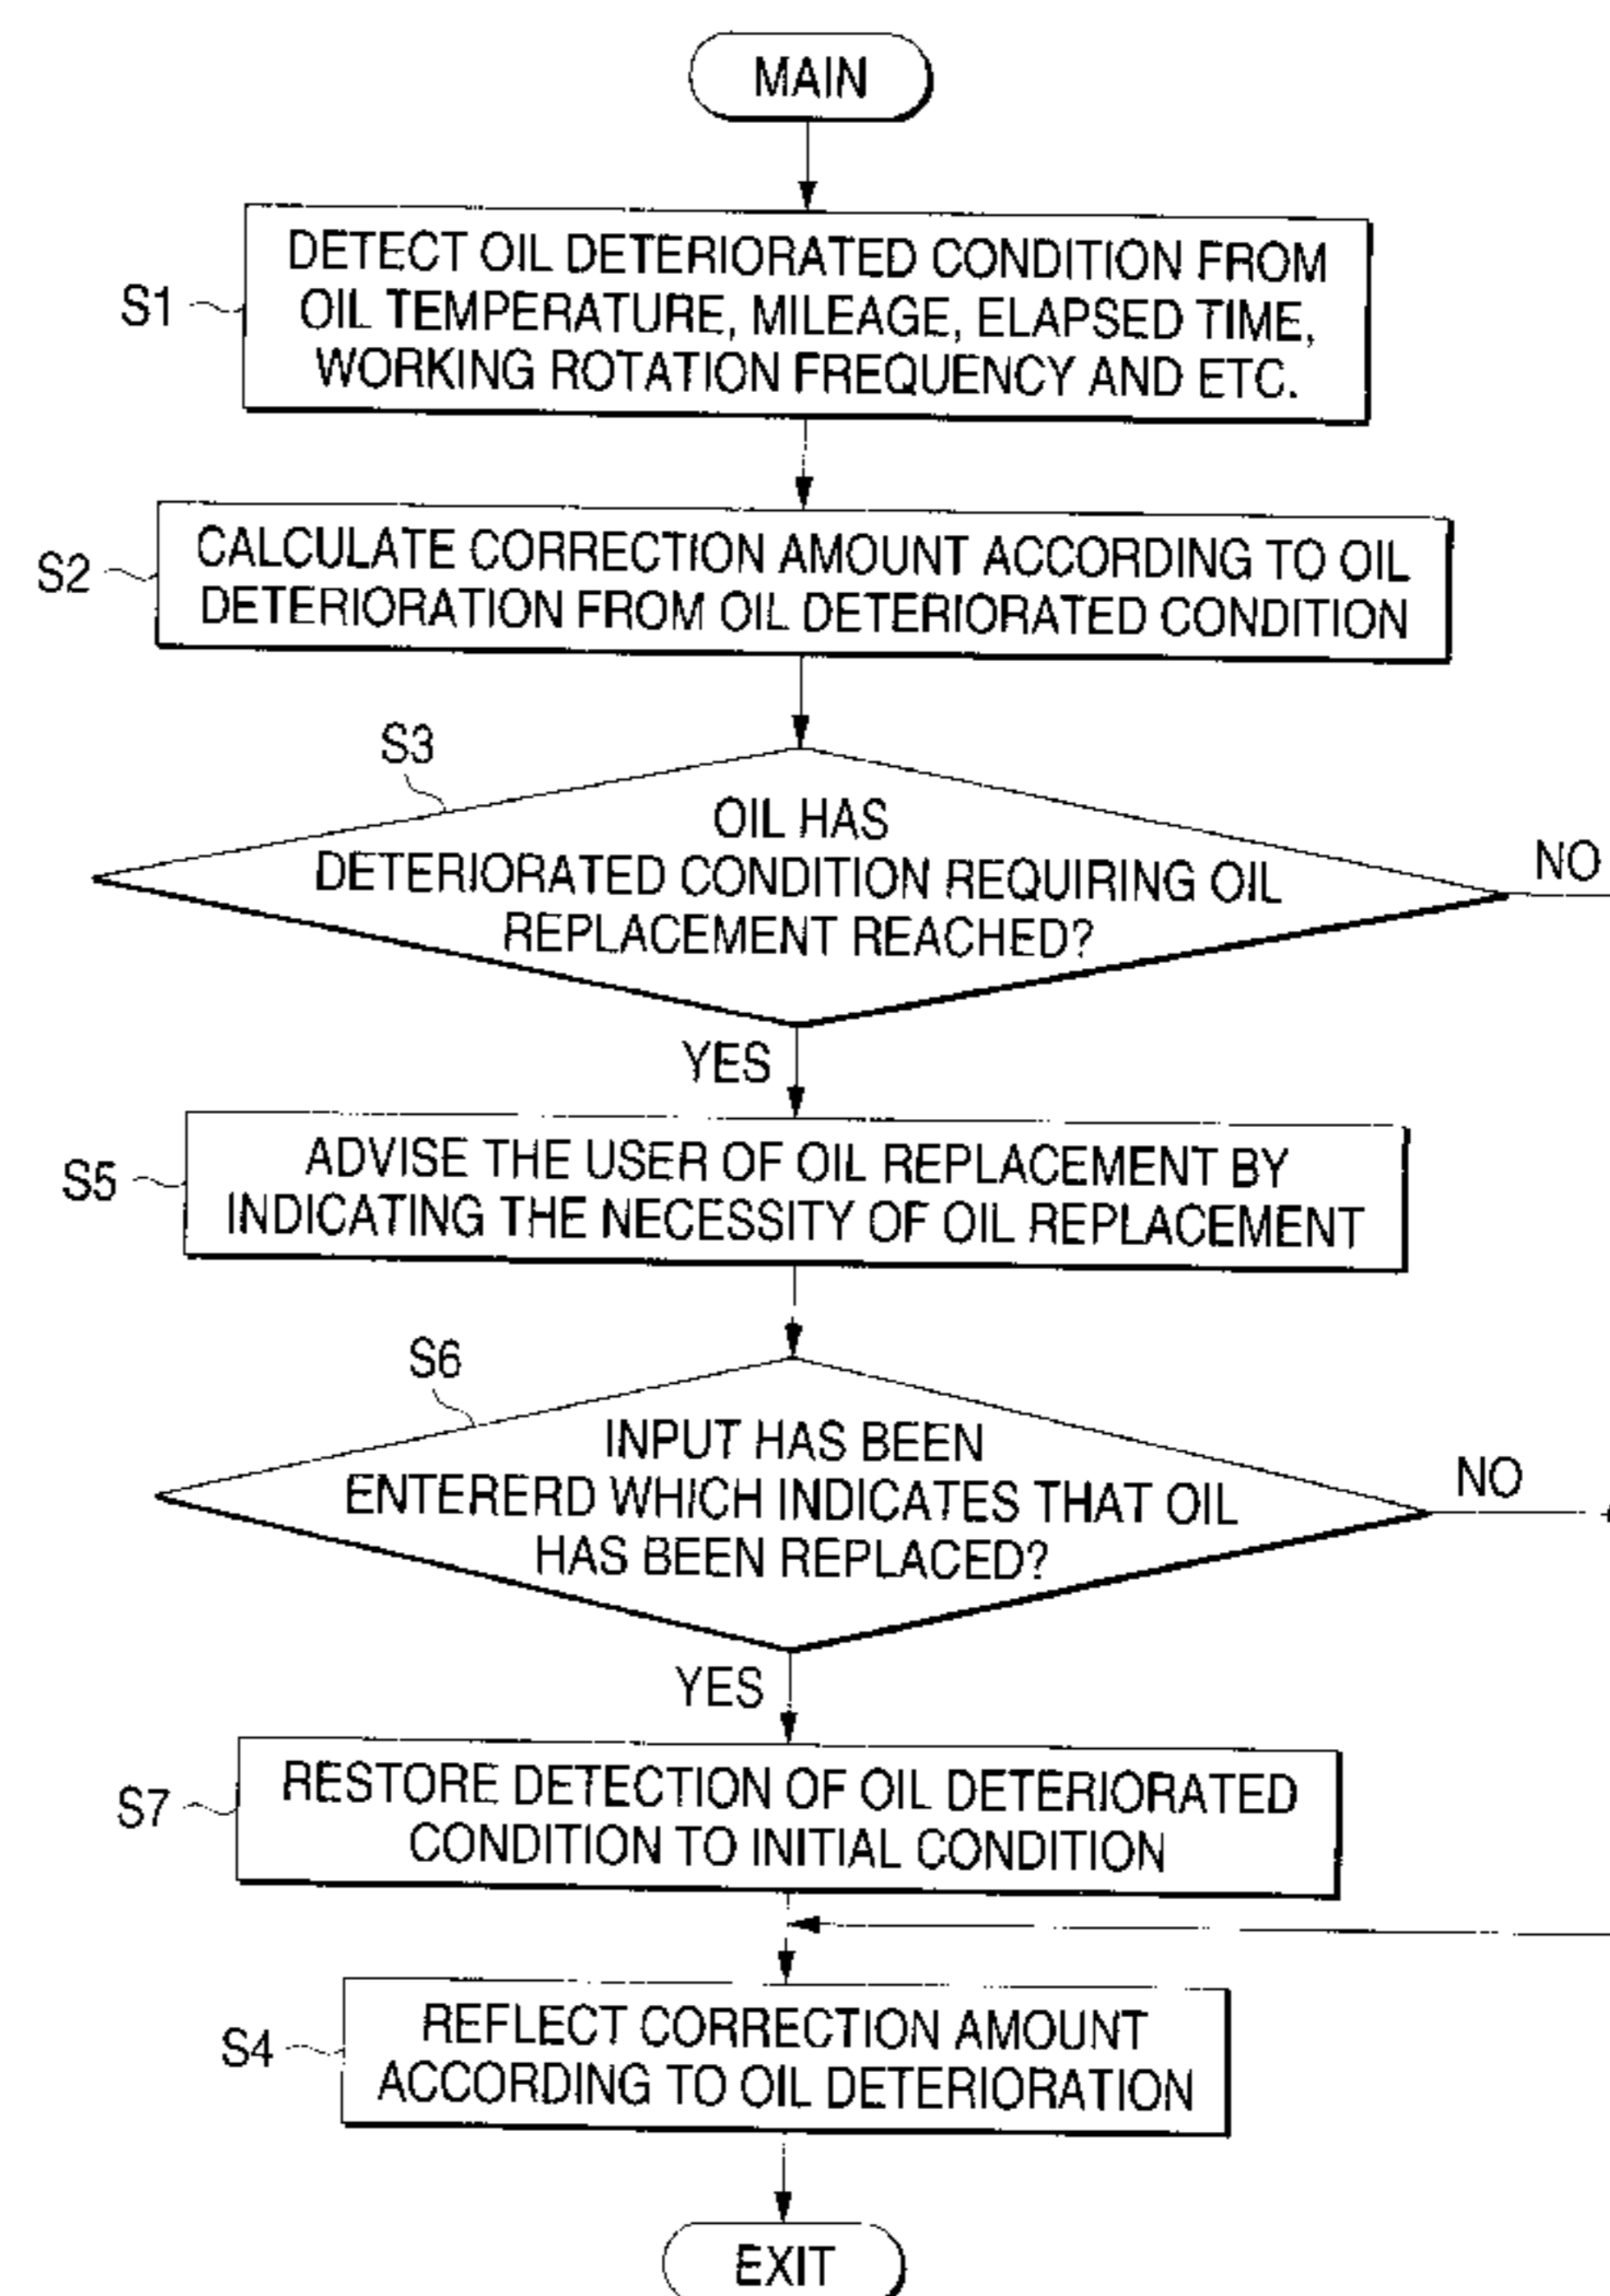 MAIN
S1
DETECT OIL DETERIORATED CONDITION FROM
OIL TEMPERATURE, MILEAGE, ELAPSED TIME,
WORKING ROTATION FREQUENCY AND ETC.
S2
CALCULATE CORRECTION AMOUNT ACCORDING TO OIL
DETERIORATION FROM OIL DETERIORATED CONDITION
S3
OIL HAS
DETERIORATED CONDITION REQUIRING OIL
REPLACEMENT REACHED?
NO
YES
S5
ADVISE THE USER OF OIL REPLACEMENT BY
INDICATING THE NECESSITY OF OIL REPLACEMENT
S6
INPUT HAS BEEN
ENTERERD WHICH INDICATES THAT OIL
HAS BEEN REPLACED?
NO
YES
S7
RESTORE DETECTION OF OIL DETERIORATED
CONDITION TO INITIAL CONDITION
S4
REFLECT CORRECTION AMOUNT
ACCORDING TO OIL DETERIORATION
EXIT